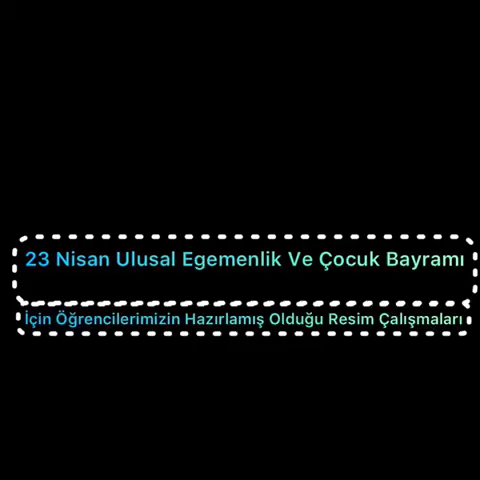 23 Nisan Ulusal Egemenlik Ve Çocuk Bayramı
İçin Öğrencilerimizin Hazırlamış Olduğu Resim Çalışmaları